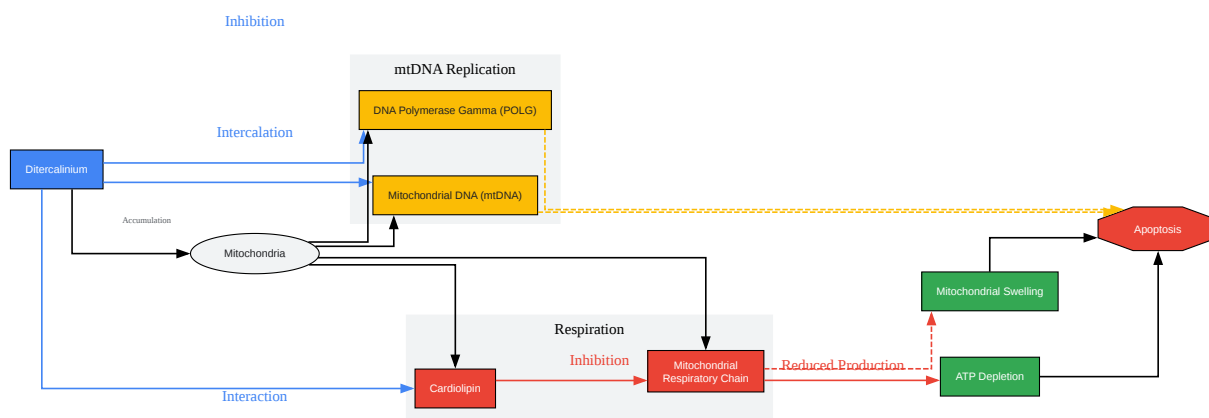 Inhibition
mtDNA Replication
DNA Polymerase Gamma (POLG)
Intercalation
Ditercalinium
Mitochondrial DNA (mtDNA)
Accumulation
Mitochondria
Apoptosis
Mitochondrial Swelling
Respiration
Inhibition
Mitochondrial
Respiratory Chain
Reduced Production
ATP Depletion
Cardiolipin
Interaction